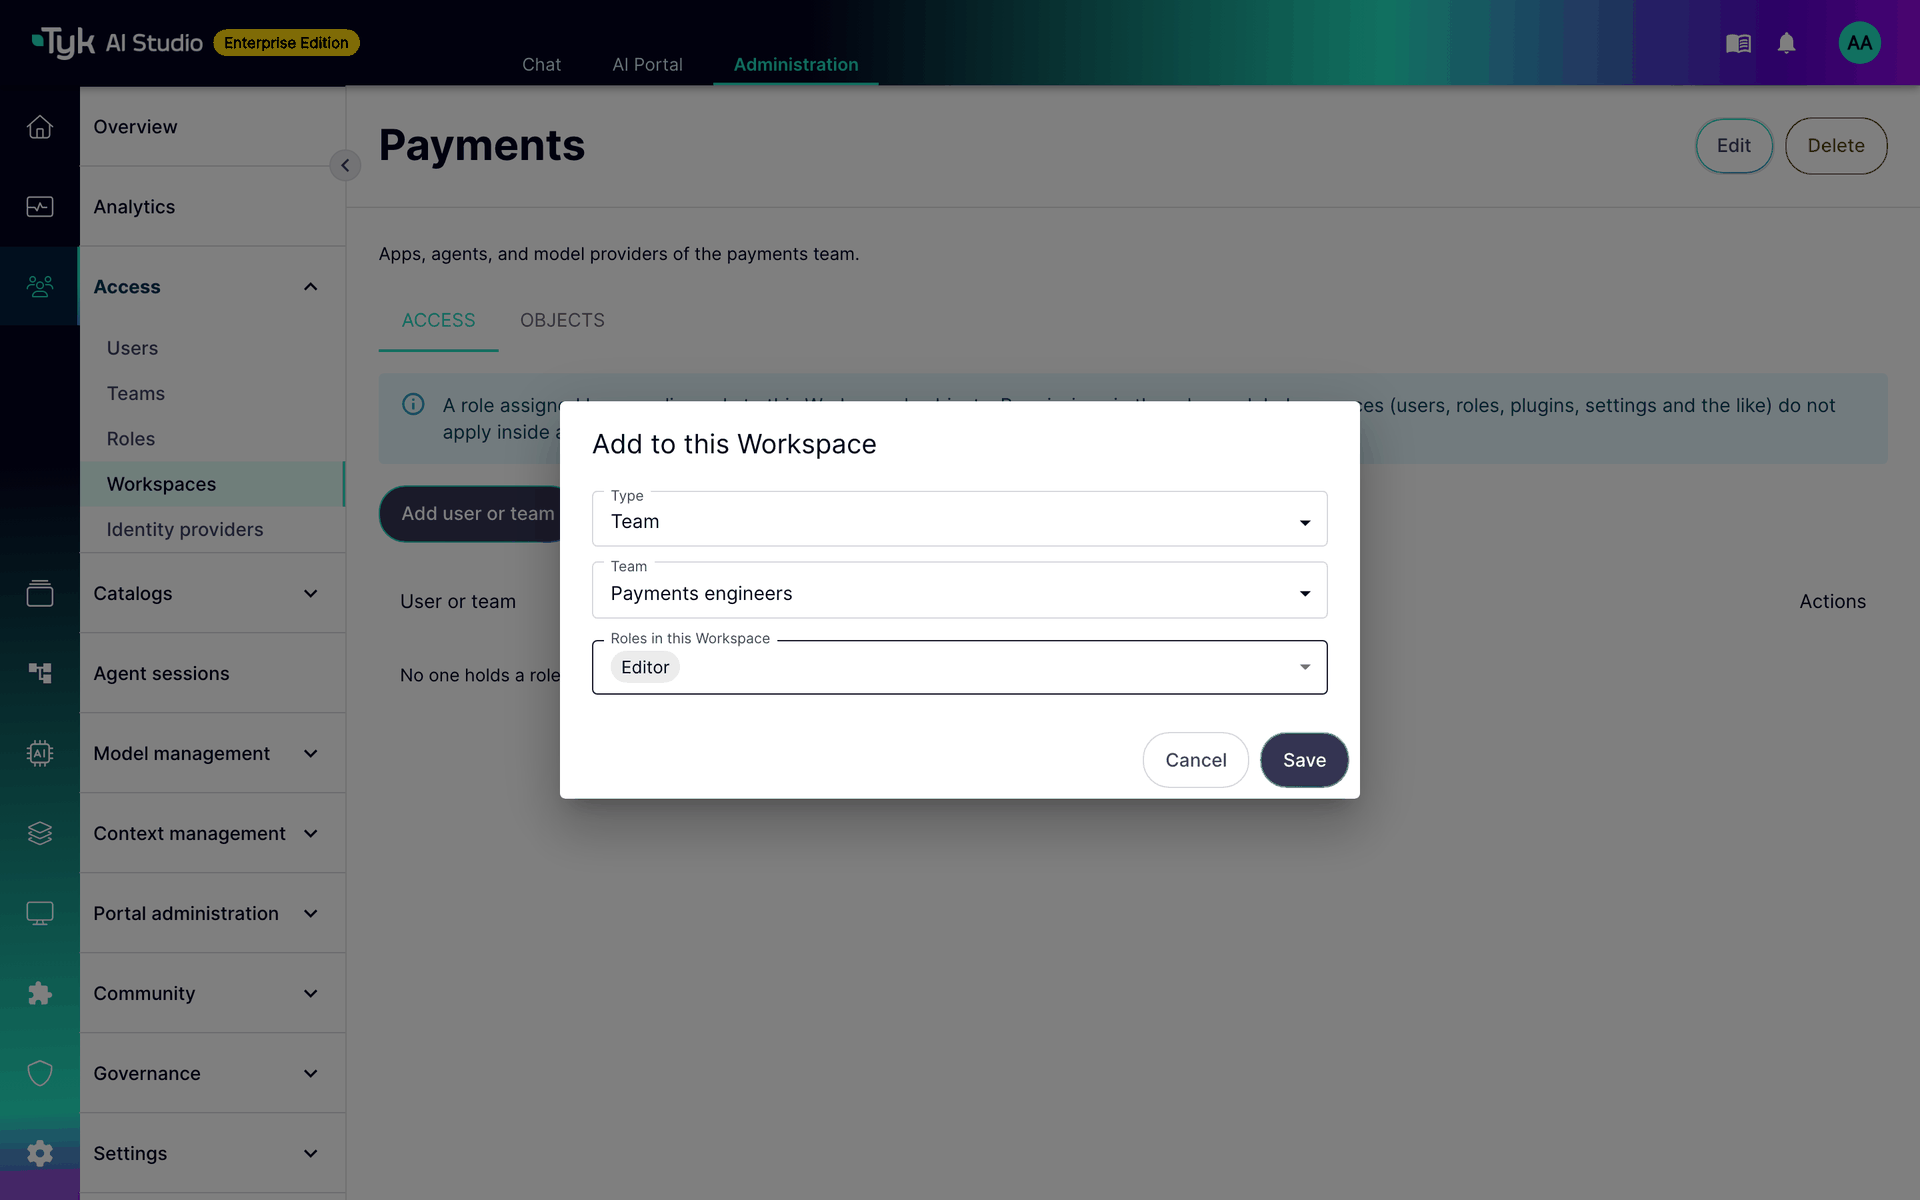 Tyk AI Studio Enterprise Edition
Chat
AI Portal
Administration
AA
Overview
Analytics
Access
Users
Teams
Roles
Workspaces
Identity providers
Catalogs
Agent sessions
Model management
Context management
Portal administration
Community
Governance
Settings
Payments
Edit
Delete
Apps, agents, and model providers of the payments team.
ACCESS
OBJECTS
A role assigne
(users, roles, plugins, settings and the like) do not
apply inside
Add user or team
User or team
Actions
No one holds a role
Add to this Workspace
Type
Team
Team
Payments engineers
Roles in this Workspace
Editor
Cancel
Save
AI